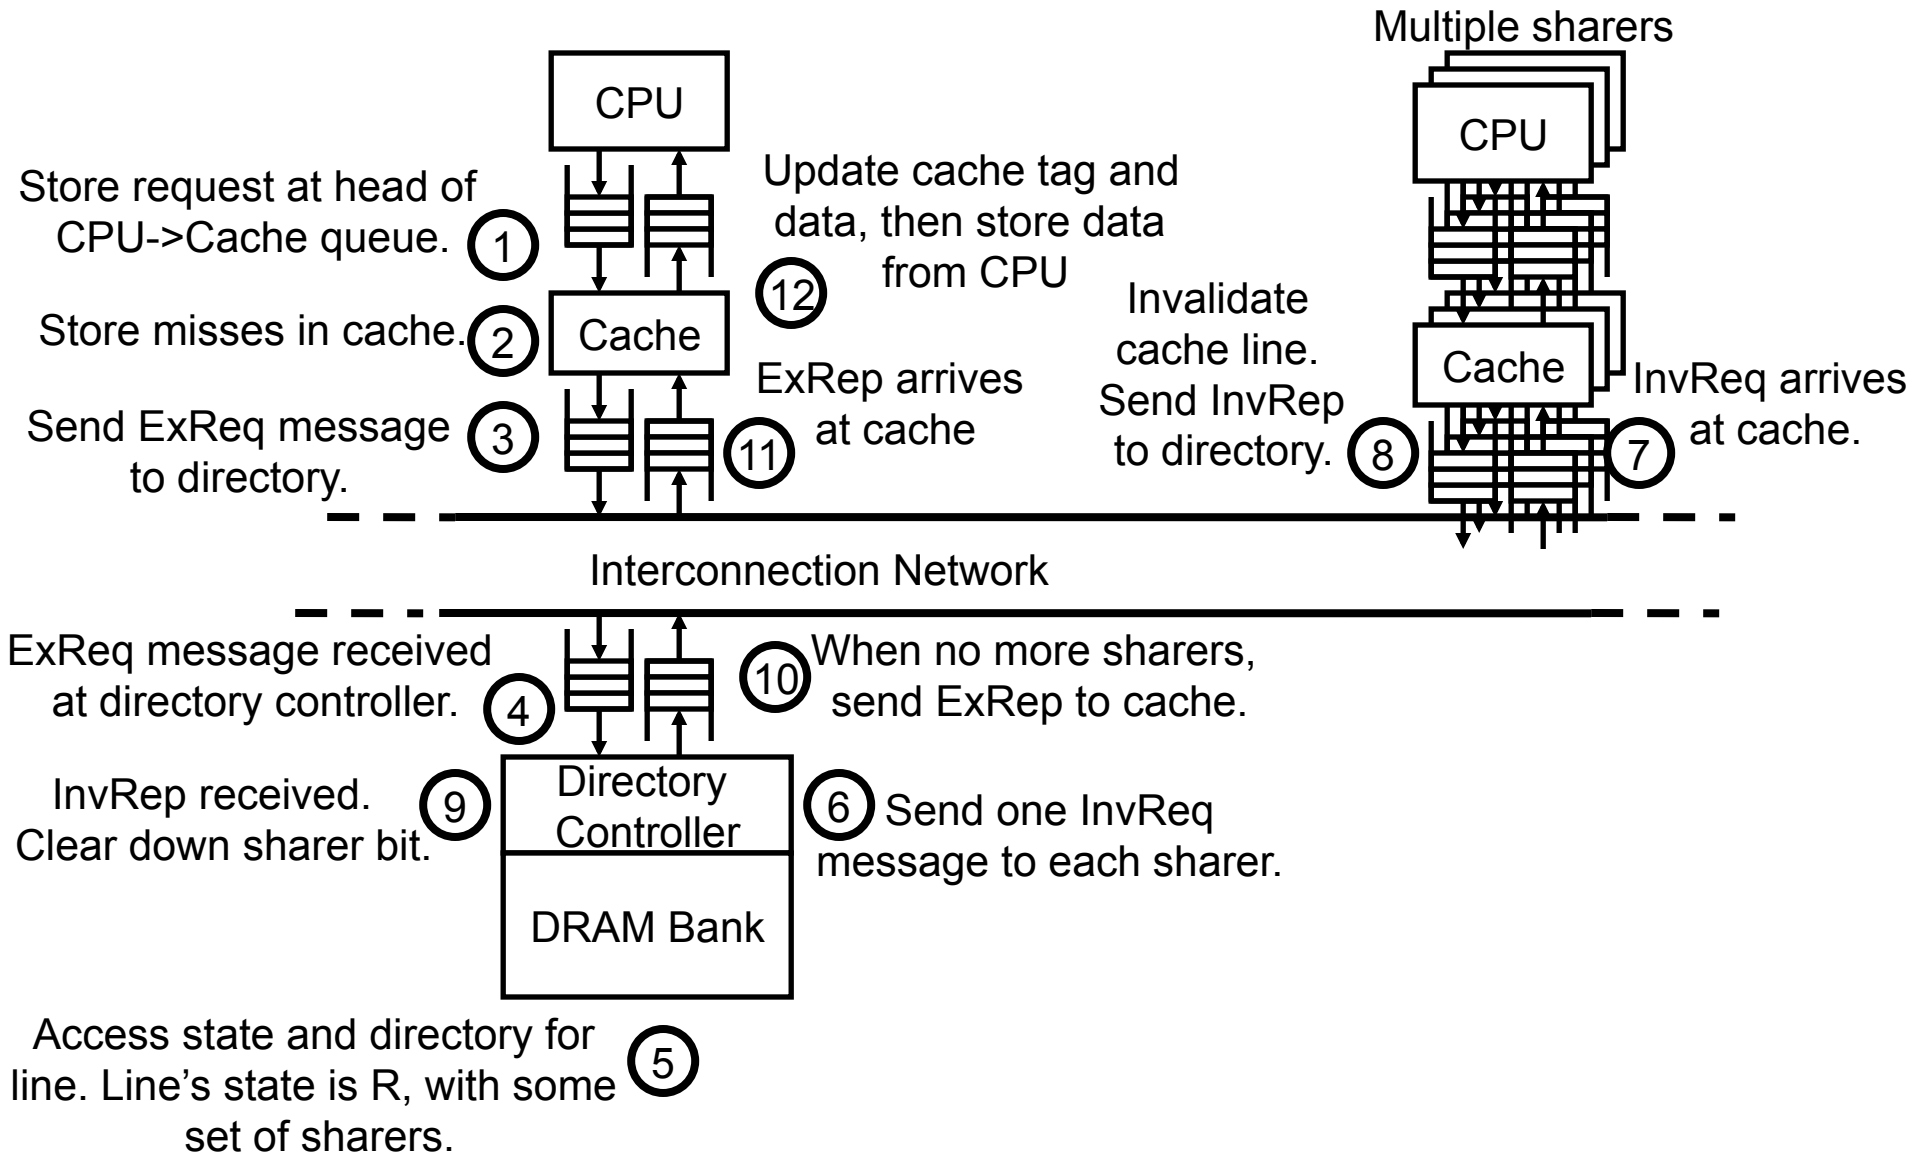 Multiple sharers
CPU
CPU
Store request at head of
CPU->Cache queue.
1
Update cache tag and
data, then store data
from CPU
12
Store misses in cache.
2
Cache
Invalidate
cache line.
Send InvRep
to directory.
8
Cache
InvReq arrives
at cache.
7
Send ExReq message
to directory.
3
ExRep arrives
at cache
11
Interconnection Network
ExReq message received
at directory controller.
4
10
When no more sharers,
send ExRep to cache.
InvRep received.
Clear down sharer bit.
9
Directory
Controller
6
Send one InvReq
message to each sharer.
DRAM Bank
Access state and directory for
line. Line’s state is R, with some
set of sharers.
5